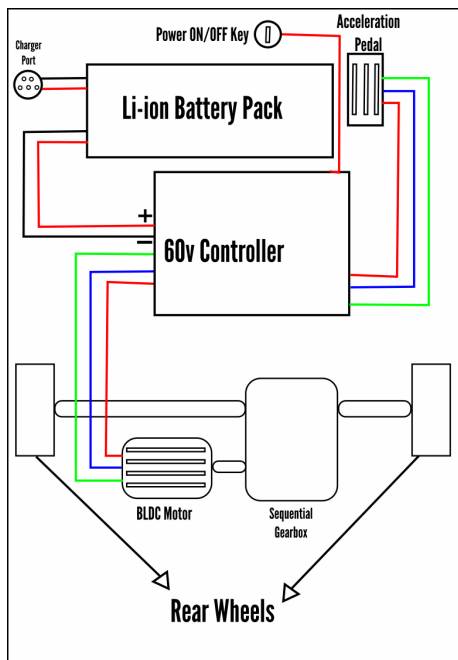 Power ON/OFF Key
Acceleration
Pedal
Charger
Port
Li-ion Battery Pack
+
−
60v Controller
BLDC Motor
Sequential
Gearbox
Rear Wheels